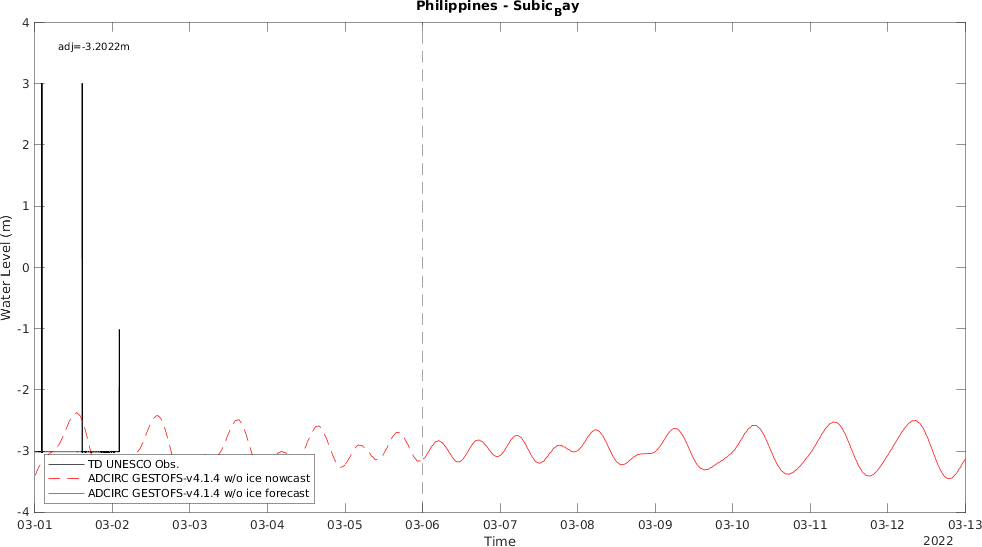 Philippines - Subic_Bay
adj=-3.2022m
Water Level (m)
4
3
2
1
0
-1
-2
-3
-4
TD UNESCO Obs.
ADCIRC GESTOFS-v4.1.4 w/o ice nowcast
ADCIRC GESTOFS-v4.1.4 w/o ice forecast
03-01 03-02 03-03 03-04 03-05 03-06 03-07 03-08 03-09 03-10 03-11 03-12 03-13
Time
2022